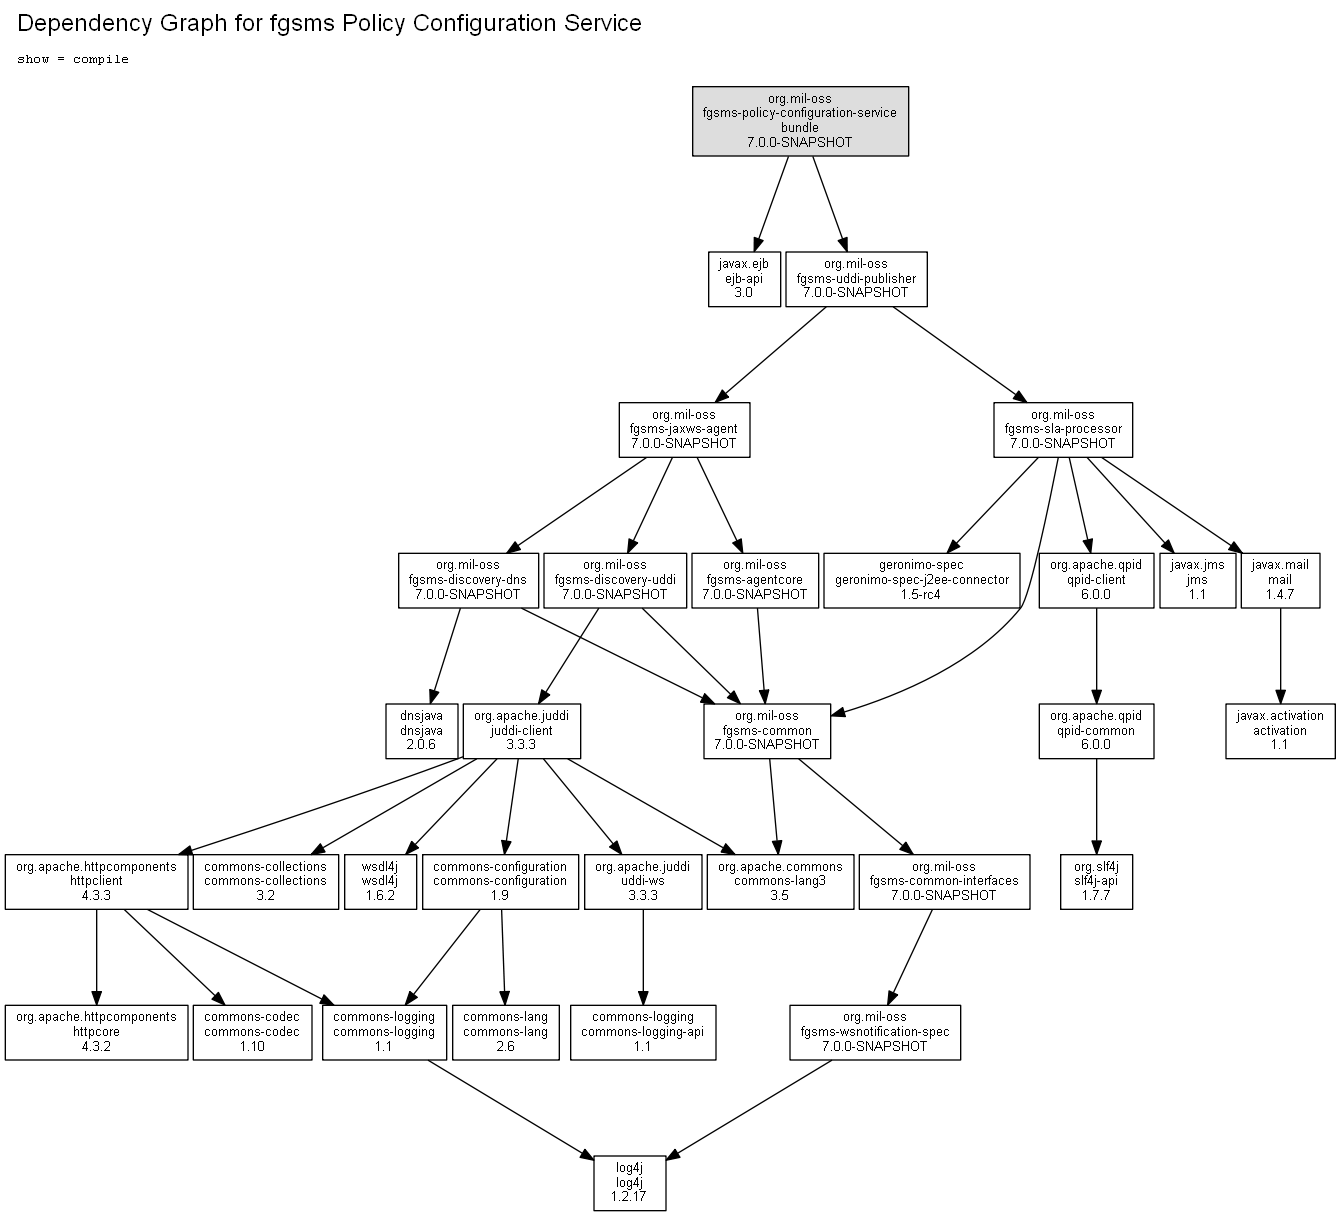 Dependency Graph for fgsms Policy Configuration Service
show = compile
org.mil-oss
fgsms-policy-configuration-service
bundle
7.0.0-SNAPSHOT
javax.ejb
ejb-api
3.0
org.mil-oss
fgsms-uddi-publisher
7.0.0-SNAPSHOT
org.mil-oss
fgsms-jaxws-agent
7.0.0-SNAPSHOT
org.mil-oss
fgsms-sla-processor
7.0.0-SNAPSHOT
org.mil-oss
fgsms-discovery-dns
7.0.0-SNAPSHOT
org.mil-oss
fgsms-discovery-uddi
7.0.0-SNAPSHOT
org.mil-oss
fgsms-agentcore
7.0.0-SNAPSHOT
geronimo-spec
geronimo-spec-j2ee-connector
1.5-rc4
org.apache.qpid
qpid-client
6.0.0
javax.jms
jms
1.1
javax.mail
mail
1.4.7
dnsjava
dnsjava
2.0.6
org.apache.juddi
juddi-client
3.3.3
org.mil-oss
fgsms-common
7.0.0-SNAPSHOT
org.apache.qpid
qpid-common
6.0.0
javax.activation
activation
1.1
org.apache.httpcomponents
httpclient
4.3.3
commons-collections
commons-collections
3.2
wsdl4j
wsdl4j
1.6.2
commons-configuration
commons-configuration
1.9
org.apache.juddi
uddi-ws
3.3.3
org.apache.commons
commons-lang3
3.5
org.mil-oss
fgsms-common-interfaces
7.0.0-SNAPSHOT
org.slf4j
slf4j-api
1.7.7
org.apache.httpcomponents
httpcore
4.3.2
commons-codec
commons-codec
1.10
commons-logging
commons-logging
1.1
commons-lang
commons-lang
2.6
commons-logging
commons-logging-api
1.1
org.mil-oss
fgsms-wsnotification-spec
7.0.0-SNAPSHOT
log4j
log4j
1.2.17